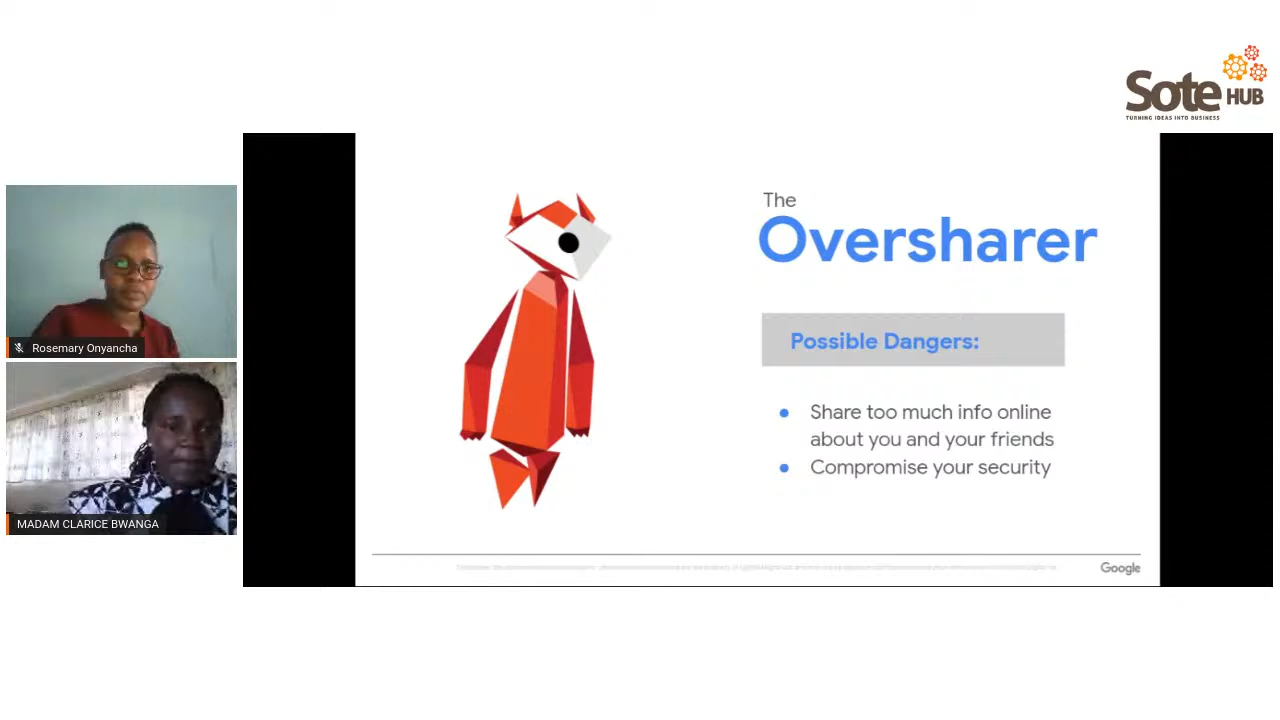 Sote HUB
TURNING IDEAS INTO BUSINESS
The
Oversharer
Possible Dangers:
● Share too much info online
about you and your friends
● Compromise your security
Google
Rosemary Onyancha
MADAM CLARICE BWANGA